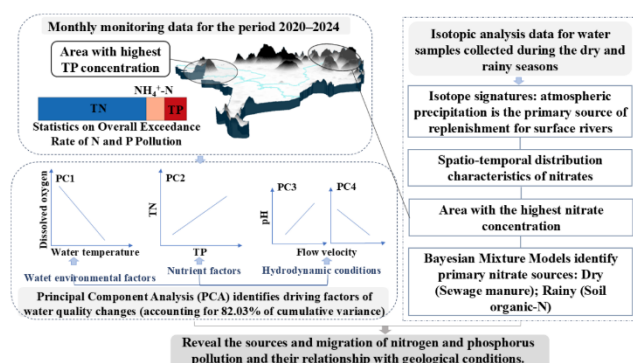 Monthly monitoring data for the period 2020–2024
Area with highest
TP concentration
NH₄⁺-N
TN
TP
Statistics on Overall Exceedance
Rate of N and P Pollution
Dissolved oxygen
PC1
Water temperature
TN
PC2
TP
pH
PC3
PC4
Flow velocity
Water environmental factors
Nutrient factors
Hydrodynamic conditions
Principal Component Analysis (PCA) identifies driving factors of
water quality changes (accounting for 82.03% of cumulative variance)
Isotopic analysis data for water
samples collected during the dry and
rainy seasons
Isotope signatures: atmospheric
precipitation is the primary source of
replenishment for surface rivers
Spatio-temporal distribution
characteristics of nitrates
Area with the highest nitrate
concentration
Bayesian Mixture Models identify
primary nitrate sources: Dry
(Sewage manure); Rainy (Soil
organic-N)
Reveal the sources and migration of nitrogen and phosphorus
pollution and their relationship with geological conditions.